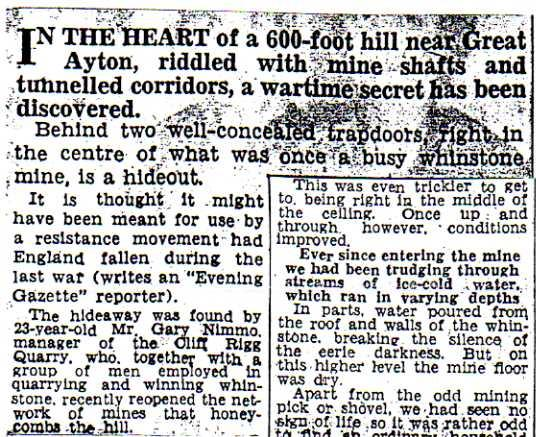 IN THE HEART of a 600-foot hill near Great
Ayton, riddled with mine shafts and
tunnelled corridors, a wartime secret has been
discovered.
Behind two well-concealed trapdoors, right in
the centre of what was once a busy whinstone
mine, is a hideout.
It is thought it might
have been meant for use by
a resistance movement had
England fallen during the
last war (writes an "Evening
Gazette" reporter).
The hideaway was found by
23-year-old Mr. Gary Nimmo,
manager of the Cliff Rigg
Quarry, who, together with a
group of men employed in
quarrying and winning whin-
stone, recently reopened the net-
work of mines that honey-
combs the hill.
This was even trickier to get
to, being right in the middle of
the ceiling. Once up and
through, however, conditions
improved.
Ever since entering the mine
we had been trudging through
streams of ice-cold water,
which ran in varying depths
In parts, water poured from
the roof and walls of the whin-
stone, breaking the silence of
the eerie darkness. But on
this higher level the mine floor
was dry.
Apart from the odd mining
pick or shovel, we had seen no
sign of life so it was rather odd
to find an ordinary household